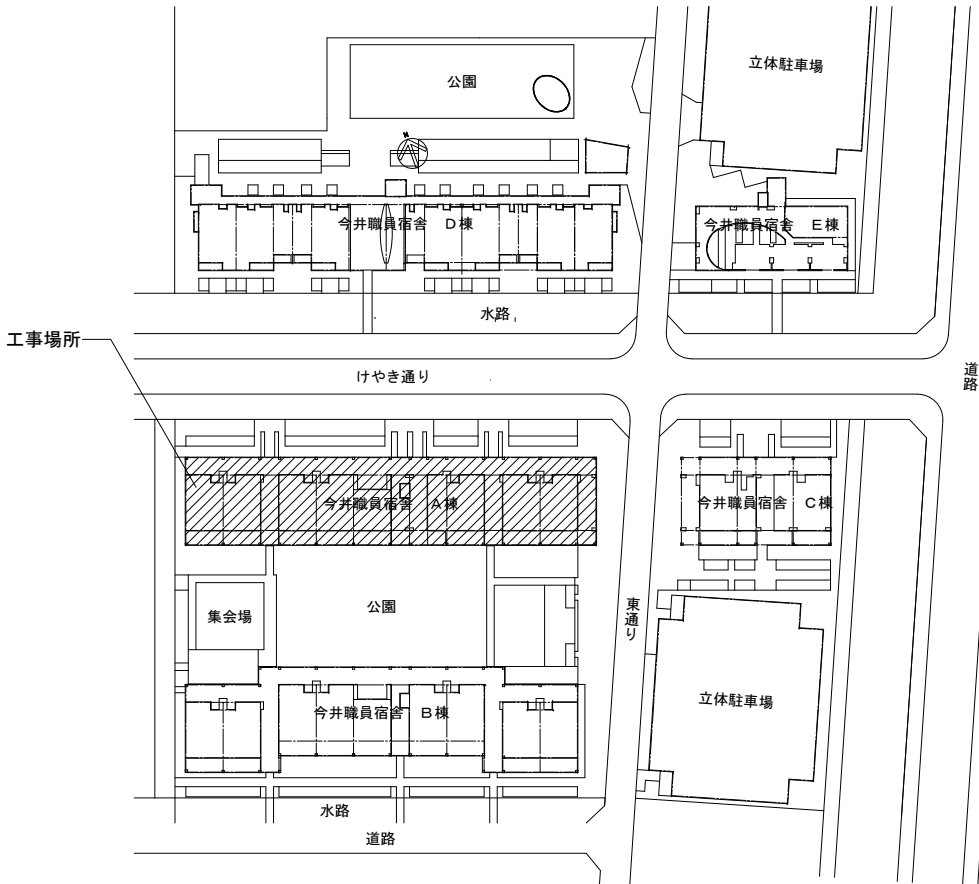 立体駐車場
公園
N
今井職員宿舎 D棟
今井職員宿舎 E棟
水路
工事場所
けやき通り
道路
今井職員宿舎 A棟
今井職員宿舎 C棟
集会場
公園
東通り
今井職員宿舎 B棟
立体駐車場
水路
道路